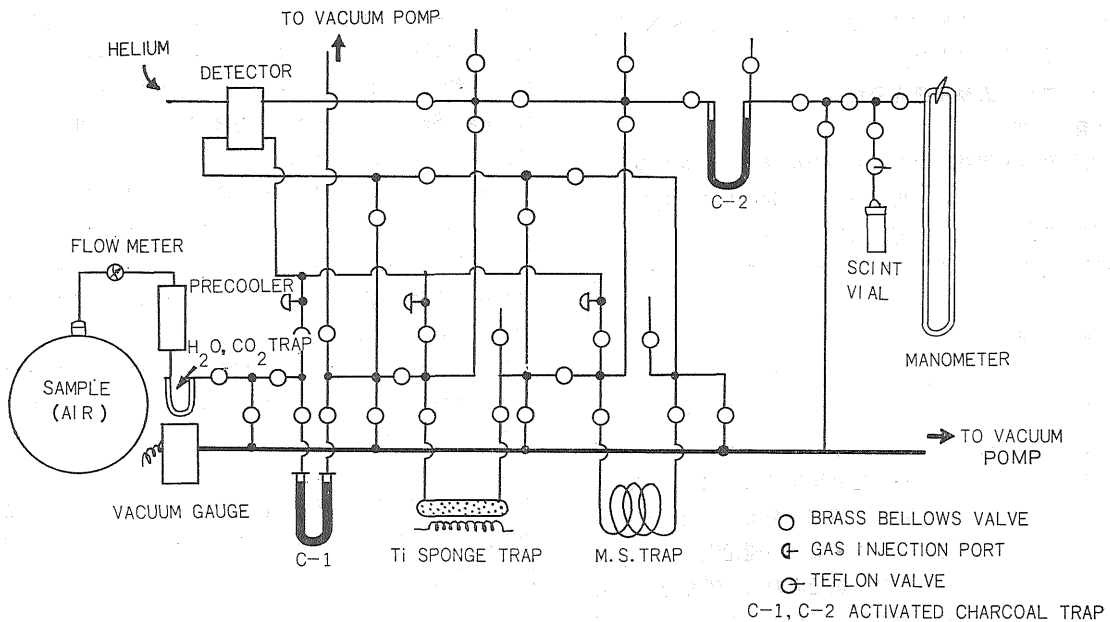 TO VACUUM PUMP
HELIUM
DETECTOR
C-2
FLOW METER
PRECOOLER
H2O, CO2 TRAP
SAMPLE
(AIR)
SCINT
VIAL
MANOMETER
TO VACUUM
PUMP
VACUUM GAUGE
C-1
Ti SPONGE TRAP
M.S. TRAP
BRASS BELLOWS VALVE
GAS INJECTION PORT
TEFLON VALVE
C-1, C-2 ACTIVATED CHARCOAL TRAP